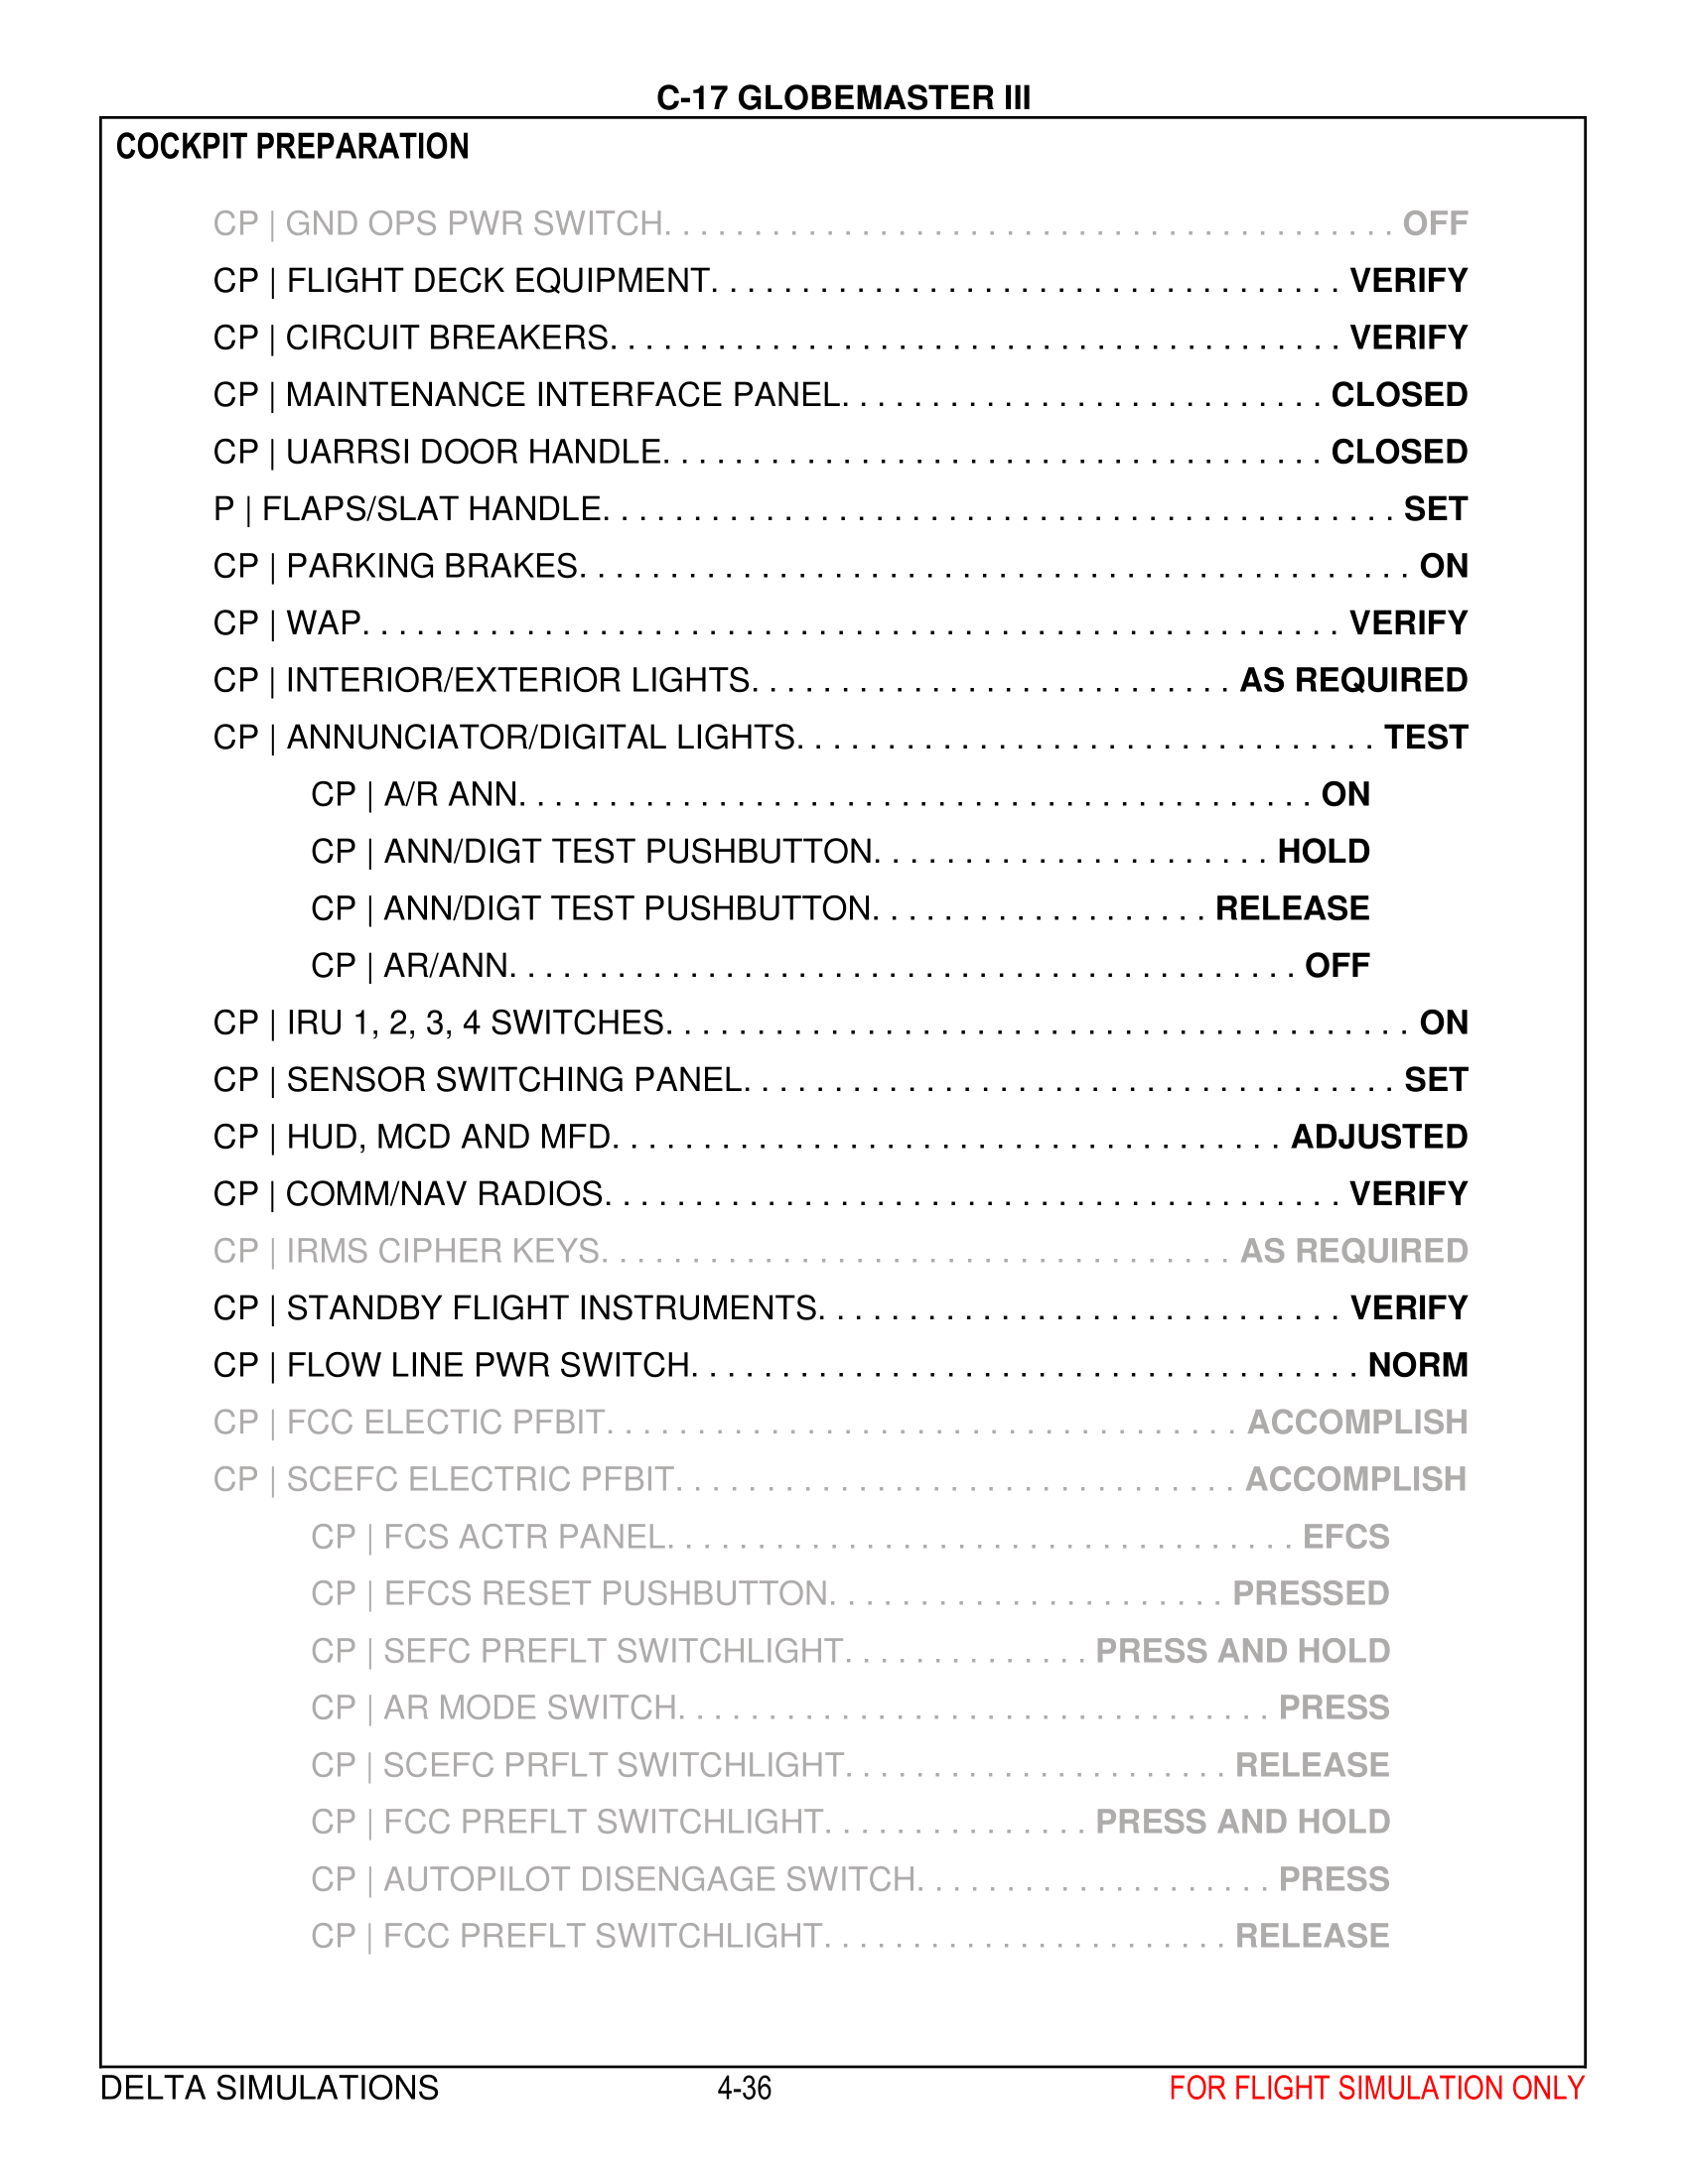 C-17 GLOBEMASTER III
COCKPIT PREPARATION
CP | GND OPS PWR SWITCH. . . . . . . . . . . . . . . . . . . . . . . . . . . . . . . . . . . . . . . . . OFF
CP | FLIGHT DECK EQUIPMENT. . . . . . . . . . . . . . . . . . . . . . . . . . . . . . . . . . . VERIFY
CP | CIRCUIT BREAKERS. . . . . . . . . . . . . . . . . . . . . . . . . . . . . . . . . . . . . . . . . VERIFY
CP | MAINTENANCE INTERFACE PANEL. . . . . . . . . . . . . . . . . . . . . . . . . . . CLOSED
CP | UARRSI DOOR HANDLE. . . . . . . . . . . . . . . . . . . . . . . . . . . . . . . . . . . . . CLOSED
P | FLAPS/SLAT HANDLE. . . . . . . . . . . . . . . . . . . . . . . . . . . . . . . . . . . . . . . . . . . . SET
CP | PARKING BRAKES. . . . . . . . . . . . . . . . . . . . . . . . . . . . . . . . . . . . . . . . . . . . . . ON
CP | WAP. . . . . . . . . . . . . . . . . . . . . . . . . . . . . . . . . . . . . . . . . . . . . . . . . . . . . . VERIFY
CP | INTERIOR/EXTERIOR LIGHTS. . . . . . . . . . . . . . . . . . . . . . . . . . . AS REQUIRED
CP | ANNUNCIATOR/DIGITAL LIGHTS. . . . . . . . . . . . . . . . . . . . . . . . . . . . . . . . TEST
CP | A/R ANN. . . . . . . . . . . . . . . . . . . . . . . . . . . . . . . . . . . . . . . . . . . . ON
CP | ANN/DIGT TEST PUSHBUTTON. . . . . . . . . . . . . . . . . . . . . . HOLD
CP | ANN/DIGT TEST PUSHBUTTON. . . . . . . . . . . . . . . . . . . RELEASE
CP | AR/ANN. . . . . . . . . . . . . . . . . . . . . . . . . . . . . . . . . . . . . . . . . . . . OFF
CP | IRU 1, 2, 3, 4 SWITCHES. . . . . . . . . . . . . . . . . . . . . . . . . . . . . . . . . . . . . . . . . ON
CP | SENSOR SWITCHING PANEL. . . . . . . . . . . . . . . . . . . . . . . . . . . . . . . . . . . . SET
CP | HUD, MCD AND MFD. . . . . . . . . . . . . . . . . . . . . . . . . . . . . . . . . . . . . ADJUSTED
CP | COMM/NAV RADIOS. . . . . . . . . . . . . . . . . . . . . . . . . . . . . . . . . . . . . . . . . VERIFY
CP | IRMS CIPHER KEYS. . . . . . . . . . . . . . . . . . . . . . . . . . . . . . . . . . . AS REQUIRED
CP | STANDBY FLIGHT INSTRUMENTS. . . . . . . . . . . . . . . . . . . . . . . . . . . . . VERIFY
CP | FLOW LINE PWR SWITCH. . . . . . . . . . . . . . . . . . . . . . . . . . . . . . . . . . . . . NORM
CP | FCC ELECTIC PFBIT. . . . . . . . . . . . . . . . . . . . . . . . . . . . . . . . . . . ACCOMPLISH
CP | SCEFC ELECTRIC PFBIT. . . . . . . . . . . . . . . . . . . . . . . . . . . . . . . ACCOMPLISH
CP | FCS ACTR PANEL. . . . . . . . . . . . . . . . . . . . . . . . . . . . . . . . . . . EFCS
CP | EFCS RESET PUSHBUTTON. . . . . . . . . . . . . . . . . . . . . . PRESSED
CP | SEFC PREFLT SWITCHLIGHT. . . . . . . . . . . . . . PRESS AND HOLD
CP | AR MODE SWITCH. . . . . . . . . . . . . . . . . . . . . . . . . . . . . . . . . PRESS
CP | SCEFC PRFLT SWITCHLIGHT. . . . . . . . . . . . . . . . . . . . . RELEASE
CP | FCC PREFLT SWITCHLIGHT. . . . . . . . . . . . . . . PRESS AND HOLD
CP | AUTOPILOT DISENGAGE SWITCH. . . . . . . . . . . . . . . . . . . . PRESS
CP | FCC PREFLT SWITCHLIGHT. . . . . . . . . . . . . . . . . . . . . . . RELEASE
DELTA SIMULATIONS 4-36 FOR FLIGHT SIMULATION ONLY